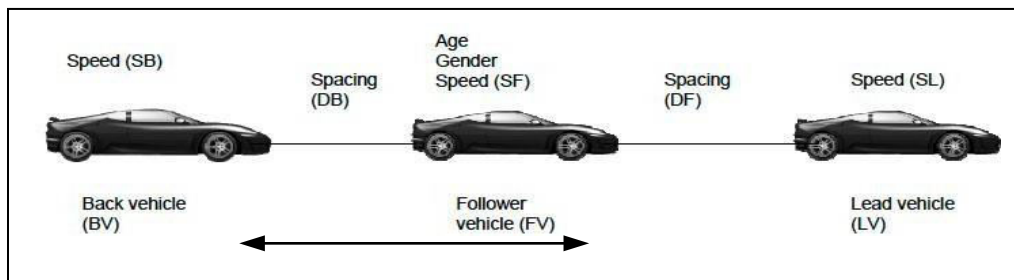 Speed (SB)
Spacing
(DB)
Age
Gender
Speed (SF)
Spacing
(DF)
Speed (SL)
Back vehicle
(BV)
Follower
vehicle (FV)
Lead vehicle
(LV)